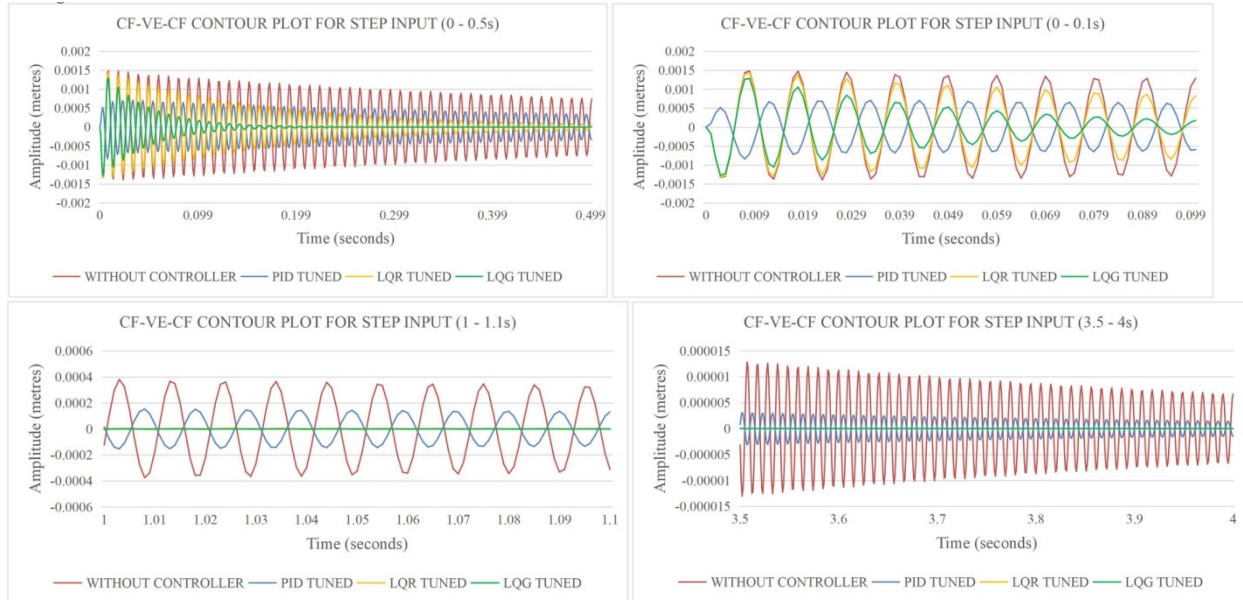 CF-VE-CF CONTOUR PLOT FOR STEP INPUT (0 - 0.5s)
Amplitude (metres)
0.002
0.0015
0.001
0.0005
0
-0.0005
-0.001
-0.0015
-0.002
0 0.099 0.199 0.299 0.399 0.499
Time (seconds)
WITHOUT CONTROLLER PID TUNED LQR TUNED LQG TUNED
CF-VE-CF CONTOUR PLOT FOR STEP INPUT (0 - 0.1s)
Amplitude (metres)
0.002
0.0015
0.001
0.0005
0
-0.0005
-0.001
-0.0015
-0.002
0 0.009 0.019 0.029 0.039 0.049 0.059 0.069 0.079 0.089 0.099
Time (seconds)
WITHOUT CONTROLLER PID TUNED LQR TUNED LQG TUNED
CF-VE-CF CONTOUR PLOT FOR STEP INPUT (1 - 1.1s)
Amplitude (metres)
0.0006
0.0004
0.0002
0
-0.0002
-0.0004
-0.0006
1 1.01 1.02 1.03 1.04 1.05 1.06 1.07 1.08 1.09 1.1
Time (seconds)
WITHOUT CONTROLLER PID TUNED LQR TUNED LQG TUNED
CF-VE-CF CONTOUR PLOT FOR STEP INPUT (3.5 - 4s)
Amplitude (metres)
0.000015
0.00001
0.000005
0
-0.000005
-0.00001
-0.000015
3.5 3.6 3.7 3.8 3.9 4
Time (seconds)
WITHOUT CONTROLLER PID TUNED LQR TUNED LQG TUNED